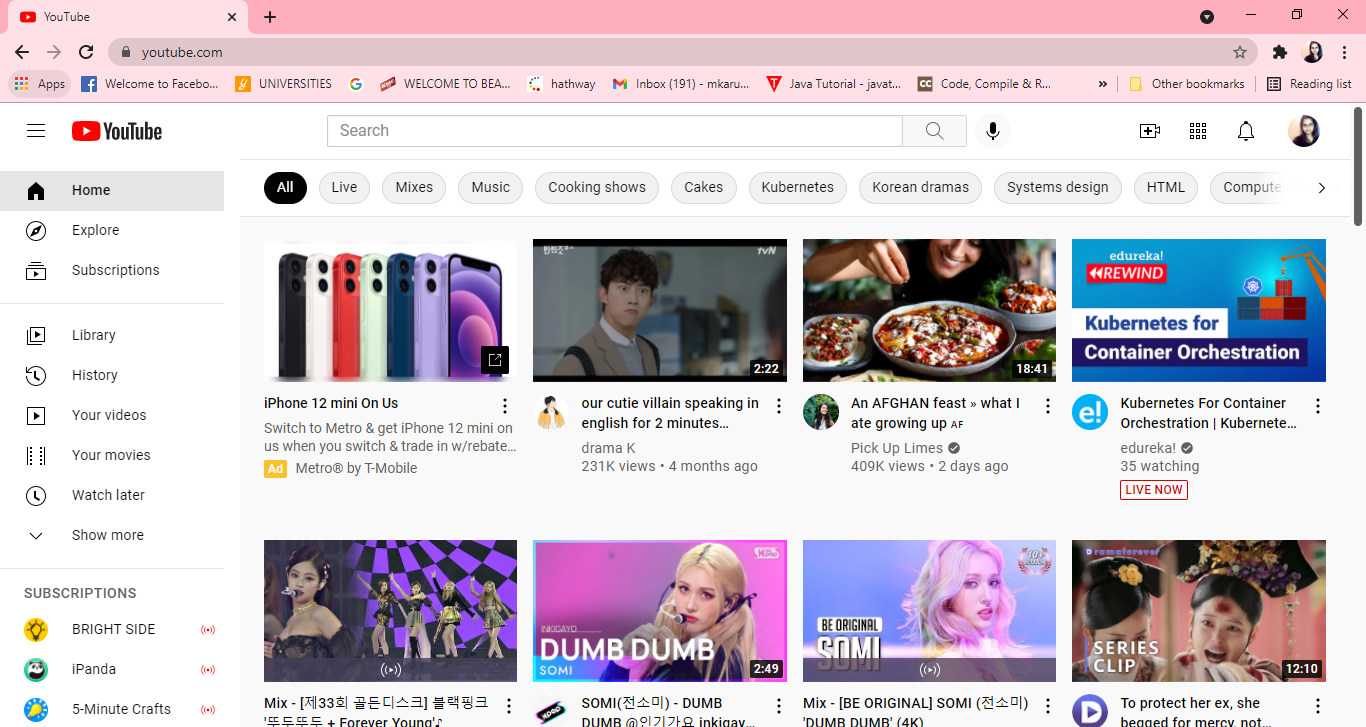 YouTube
youtube.com
Apps
Welcome to Facebo...
UNIVERSITIES
WELCOME TO BEA...
hathway
Inbox (191) - mkaru...
Java Tutorial - javat...
Code, Compile & R...
Other bookmarks
Reading list
YouTube
Search
All
Live
Mixes
Music
Cooking shows
Cakes
Kubernetes
Korean dramas
Systems design
HTML
Home
Explore
Subscriptions
Library
History
Your videos
Your movies
Watch later
Show more
SUBSCRIPTIONS
BRIGHT SIDE
iPanda
5-Minute Crafts
iPhone 12 mini On Us
Switch to Metro & get iPhone 12 mini on
us when you switch & trade in w/rebate...
Ad Metro® by T-Mobile
tvN
2:22
our cutie villain speaking in
english for 2 minutes...
drama K
231K views • 4 months ago
18:41
An AFGHAN feast » what I
ate growing up AF
Pick Up Limes
409K views • 2 days ago
edureka!
REWIND
Kubernetes for
Container Orchestration
e!
Kubernetes For Container
Orchestration | Kubernete...
edureka!
35 watching
LIVE NOW
Mix - [제33회 골든디스크] 블랙핑크
'뚜두뚜두 + Forever Young'♪
INKIGAYO
DUMB DUMB
SOMI
2:49
SOMI(전소미) - DUMB
DUMB @인기가요 inkigay...
BE ORIGINAL
SOMI
Mix - [BE ORIGINAL] SOMI (전소미)
'DUMB DUMB' (4K)
Dramaforever
SERIES
CLIP
12:10
To protect her ex, she
begged for mercy, not...